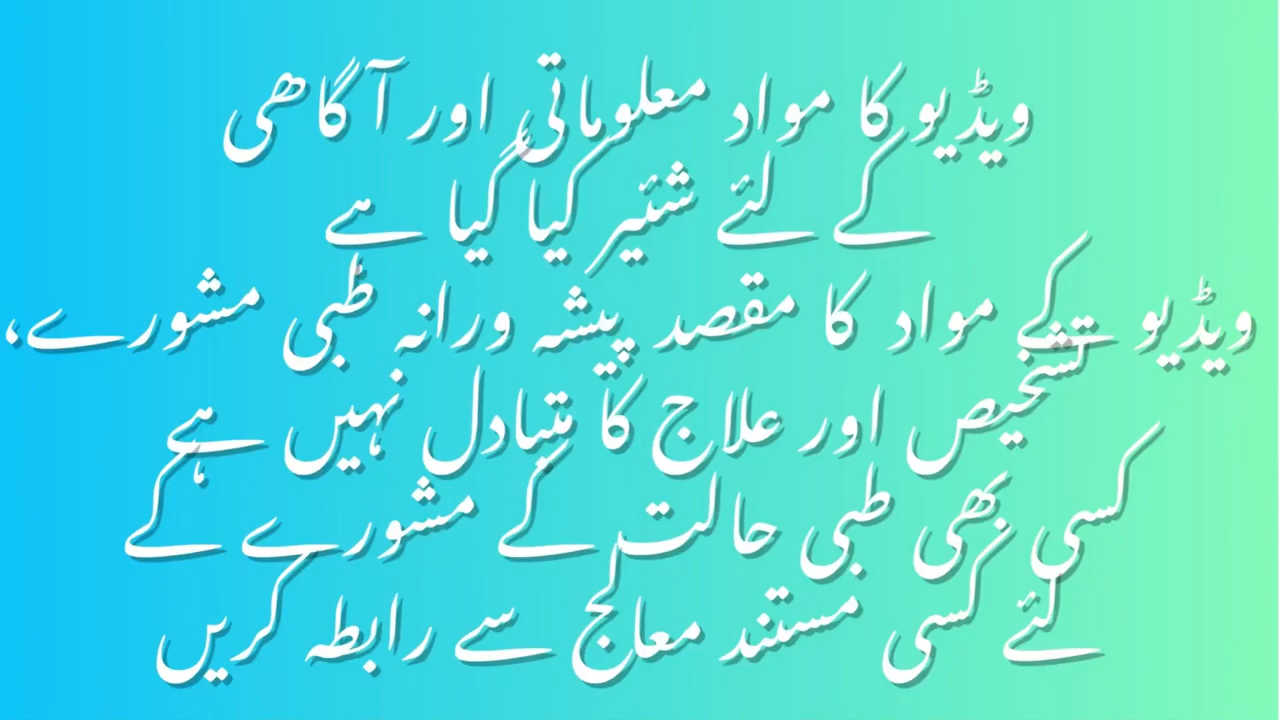 ویڈیو کا مواد معلوماتی اور آگاھی
کے لئے شئیر کیا گیا ہے
ویڈیو کے مواد کا مقصد پیشہ ورانہ طبی مشورے،
تشخیص اور علاج کا متبادل نہیں ہے
کسی بھی طبی حالت کے مشورے کے
لئے کسی مستند معالج سے رابطہ کریں